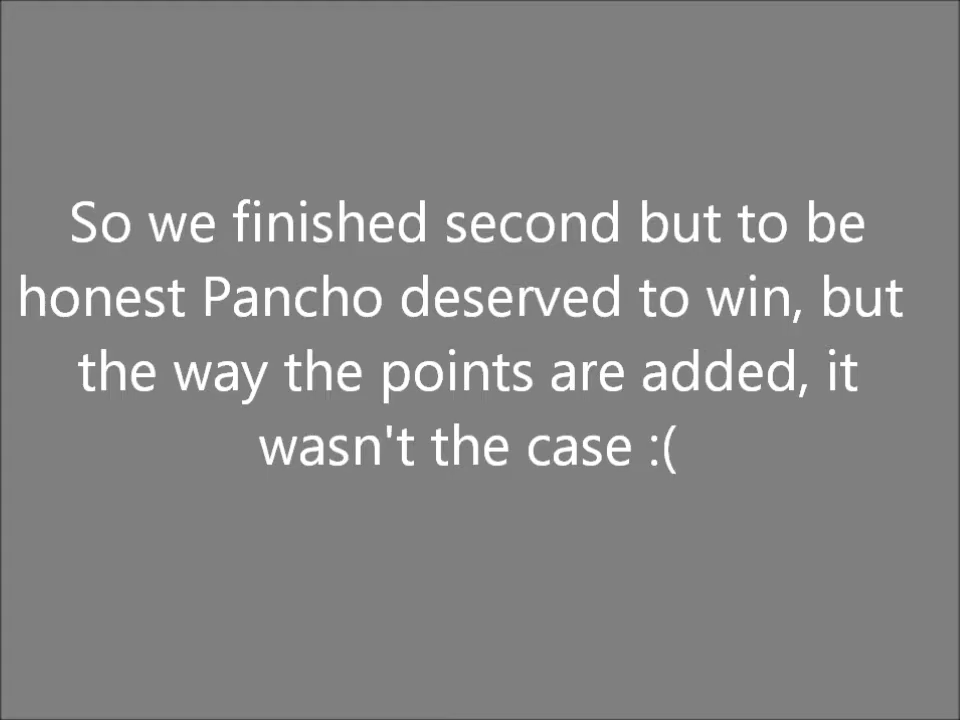 So we finished second but to be
honest Pancho deserved to win, but
the way the points are added, it
wasn't the case :(